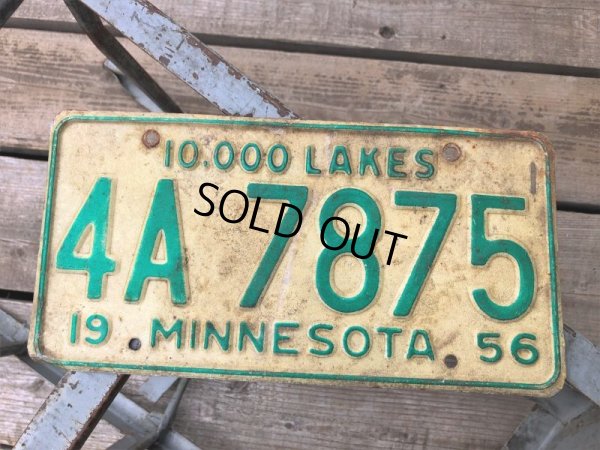 10,000 LAKES
4A 7875
SOLD OUT
19 MINNESOTA 56